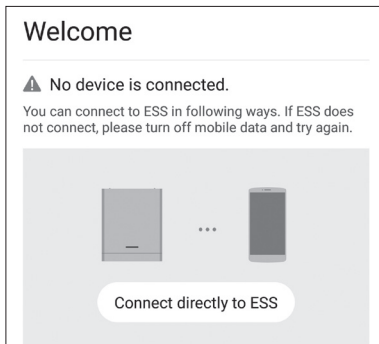 Welcome
No device is connected.
You can connect to ESS in following ways. If ESS does
not connect, please turn off mobile data and try again.
Connect directly to ESS